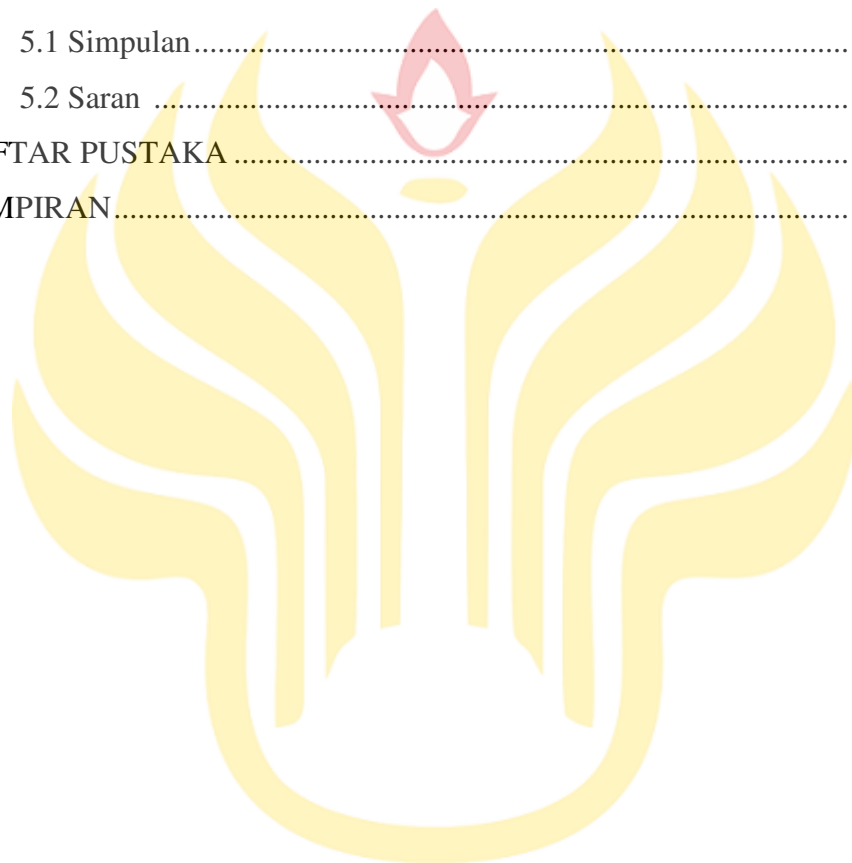 5.1 Simpulan..........................................................................................
5.2 Saran ...............................................................................................
FTAR PUSTAKA .....................................................................................
MPIRAN....................................................................................................